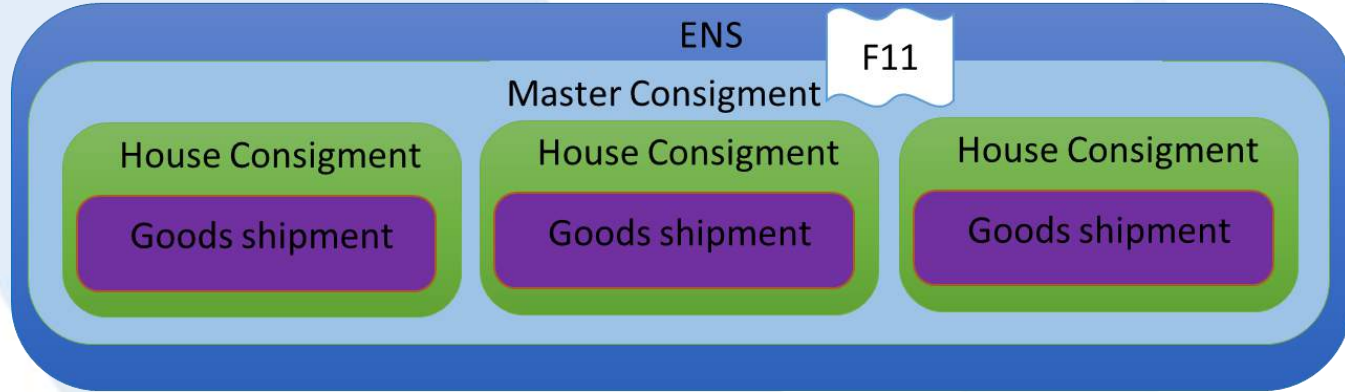 ENS
F11
Master Consigment
House Consigment
House Consigment
House Consigment
Goods shipment
Goods shipment
Goods shipment